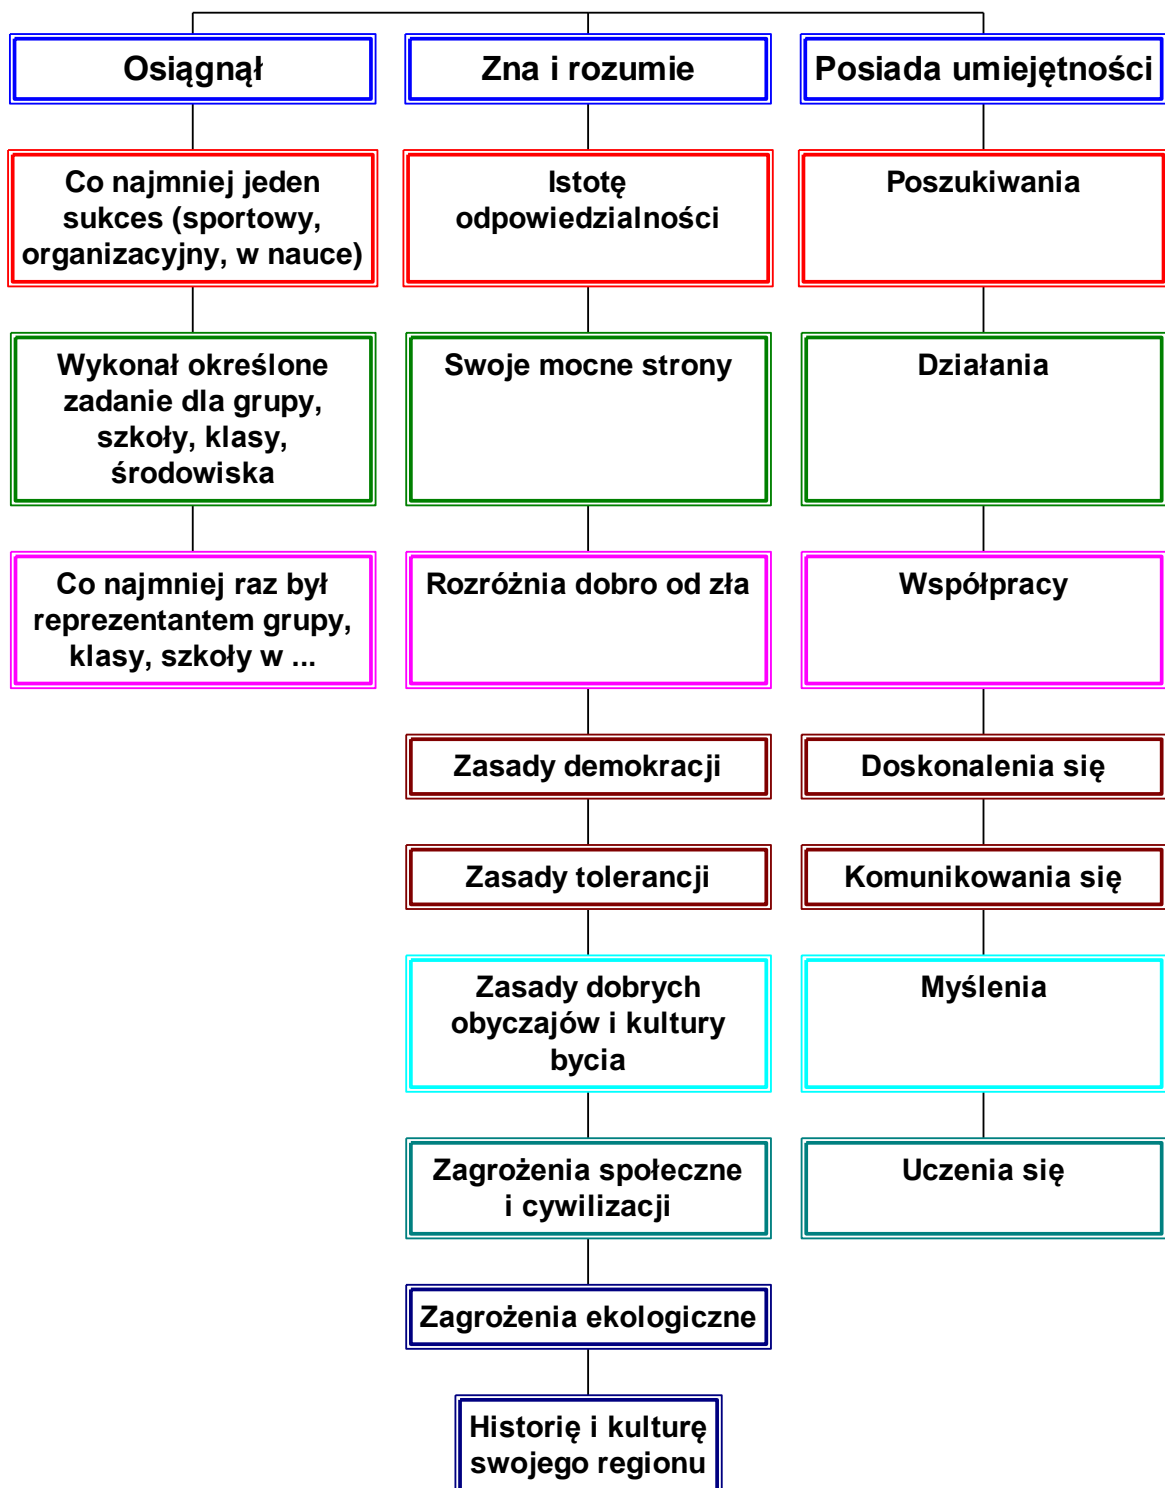 Osiągnął
Co najmniej jeden
sukces (sportowy,
organizacyjny, w nauce)
Wykonał określone
zadanie dla grupy,
szkoły, klasy,
środowiska
Co najmniej raz był
reprezentantem grupy,
klasy, szkoły w ...
Zna i rozumie
Istotę
odpowiedzialności
Swoje mocne strony
Rozróżnia dobro od zła
Zasady demokracji
Zasady tolerancji
Zasady dobrych
obyczajów i kultury
bycia
Zagrożenia społeczne
i cywilizacji
Zagrożenia ekologiczne
Historię i kulturę
swojego regionu
Posiada umiejętności
Poszukiwania
Działania
Współpracy
Doskonalenia się
Komunikowania się
Myślenia
Uczenia się